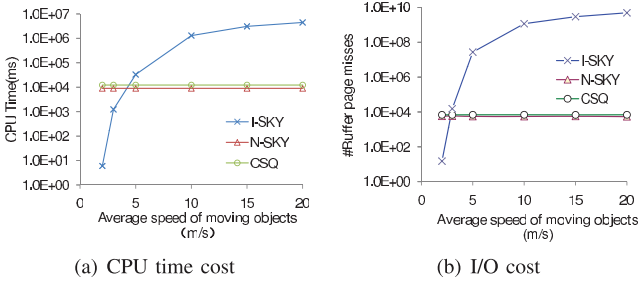 1.0E+07
1.0E+06
1.0E+05
1.0E+04
1.0E+03
1.0E+02
1.0E+01
1.0E+00
CPU Time(ms)
I-SKY
N-SKY
CSQ
0 5 10 15 20
Average speed of moving objects
(m/s)
(a) CPU time cost
1.0E+10
1.0E+08
1.0E+06
1.0E+04
1.0E+02
1.0E+00
#Ruffer page misses
I-SKY
N-SKY
CSQ
0 5 10 15 20
Average speed of moving objects
(m/s)
(b) I/O cost